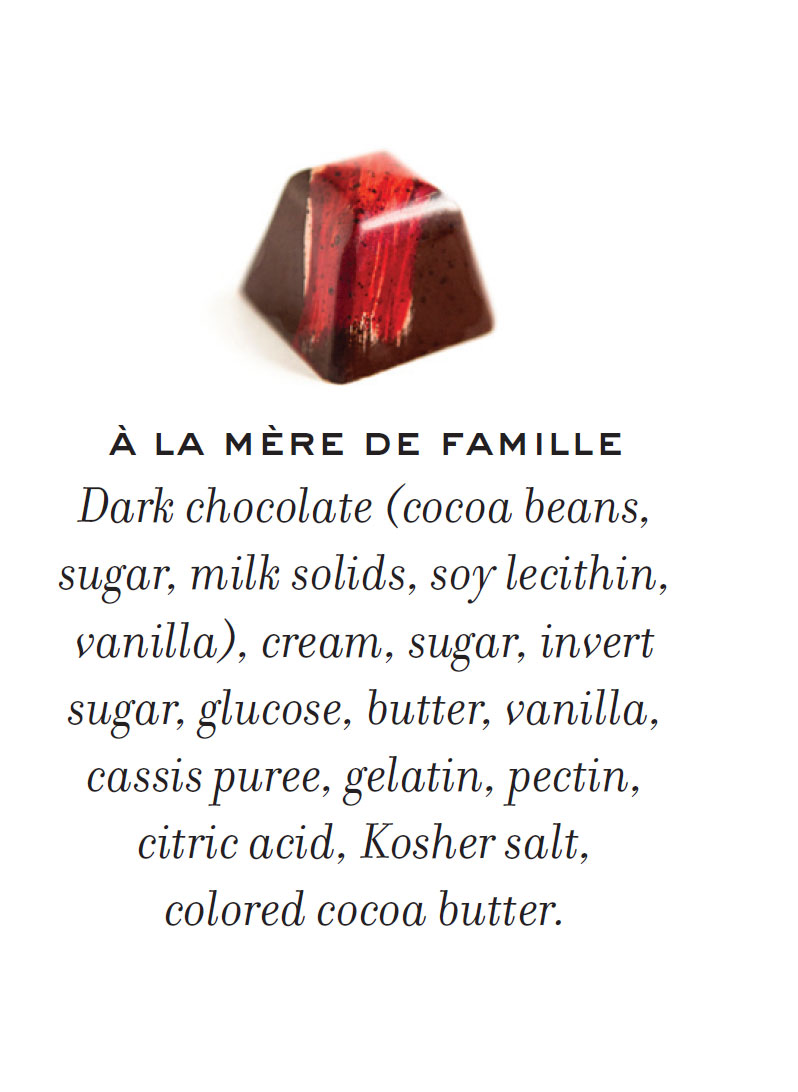 À LA MÈRE DE FAMILLE
Dark chocolate (cocoa beans,
sugar, milk solids, soy lecithin,
vanilla), cream, sugar, invert
sugar, glucose, butter, vanilla,
cassis puree, gelatin, pectin,
citric acid, Kosher salt,
colored cocoa butter.